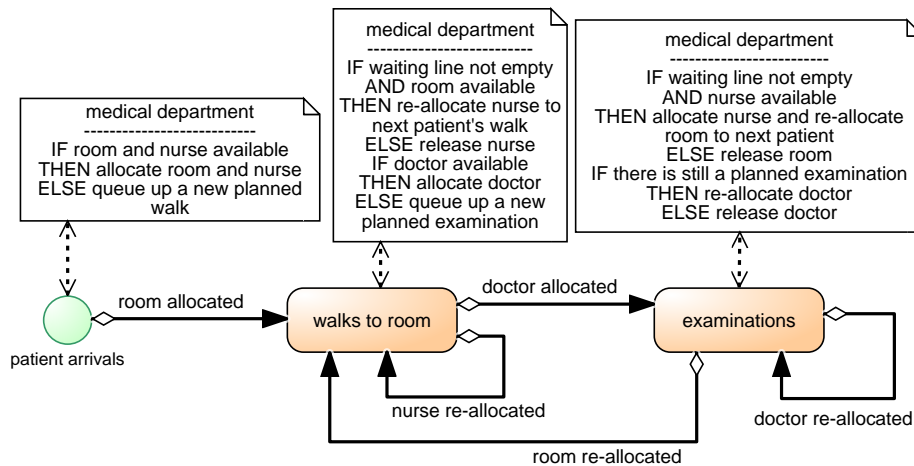 medical department
---------------------------
IF room and nurse available
THEN allocate room and nurse
ELSE queue up a new planned
walk
medical department
--------------------------
IF waiting line not empty
AND room available
THEN re-allocate nurse to
next patient's walk
ELSE release nurse
IF doctor available
THEN allocate doctor
ELSE queue up a new
planned examination
medical department
-------------------------
IF waiting line not empty
AND nurse available
THEN allocate nurse and re-allocate
room to next patient
ELSE release room
IF there is still a planned examination
THEN re-allocate doctor
ELSE release doctor
room allocated
doctor allocated
walks to room
examinations
patient arrivals
nurse re-allocated
doctor re-allocated
room re-allocated